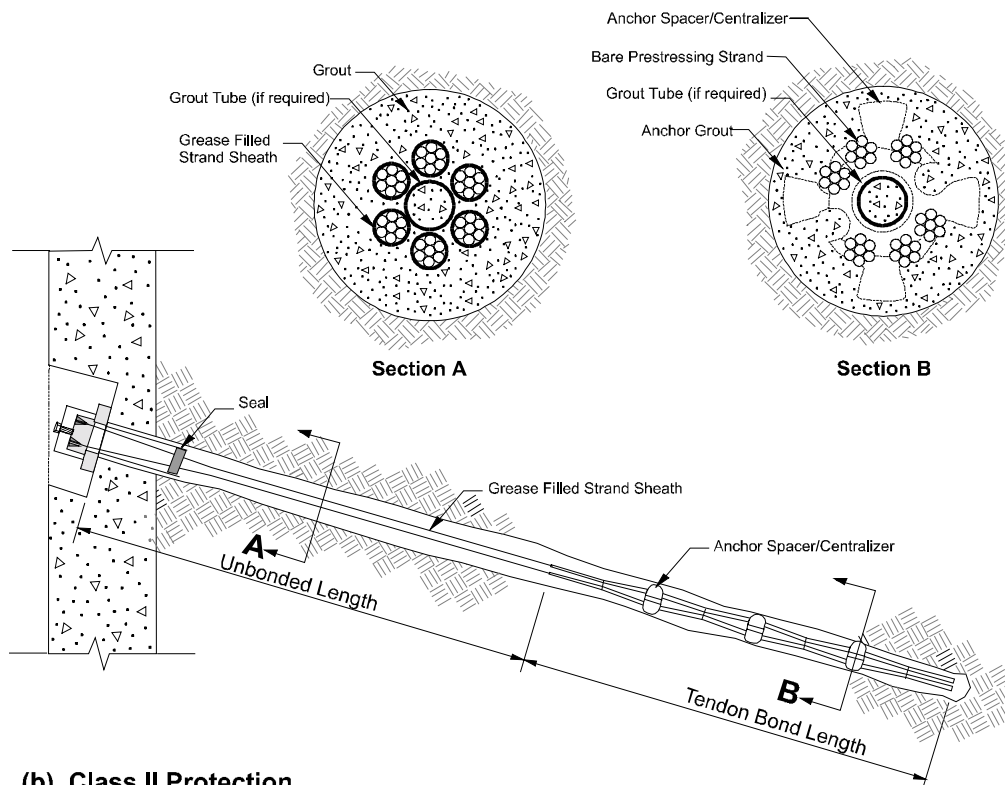 Anchor Spacer/Centralizer
Bare Prestressing Strand
Grout
Grout Tube (if required)
Grout Tube (if required)
Grease Filled
Strand Sheath
Anchor Grout
Section A
Section B
Seal
Grease Filled Strand Sheath
A
Anchor Spacer/Centralizer
Unbonded Length
B
Tendon Bond Length
(b) Class II Protection